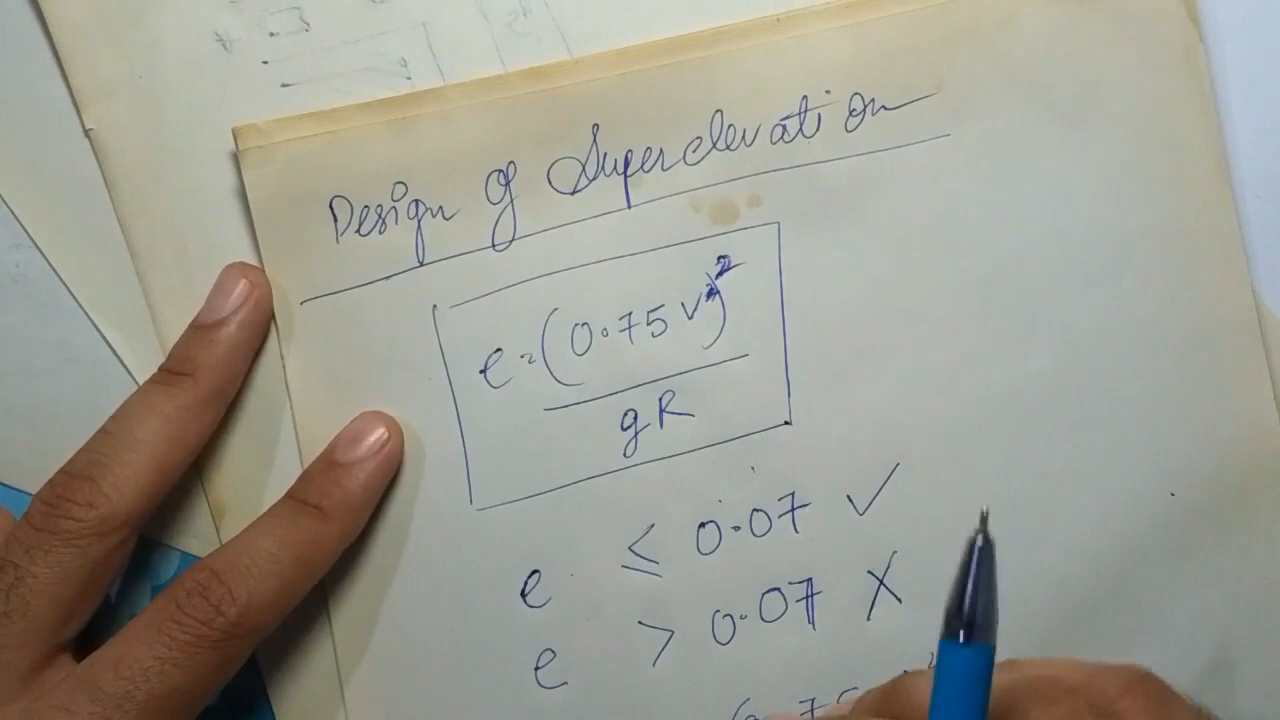 Design of Superelevation
e = (0.75 V)²
gR
e ≤ 0.07 ✓
e > 0.07 X